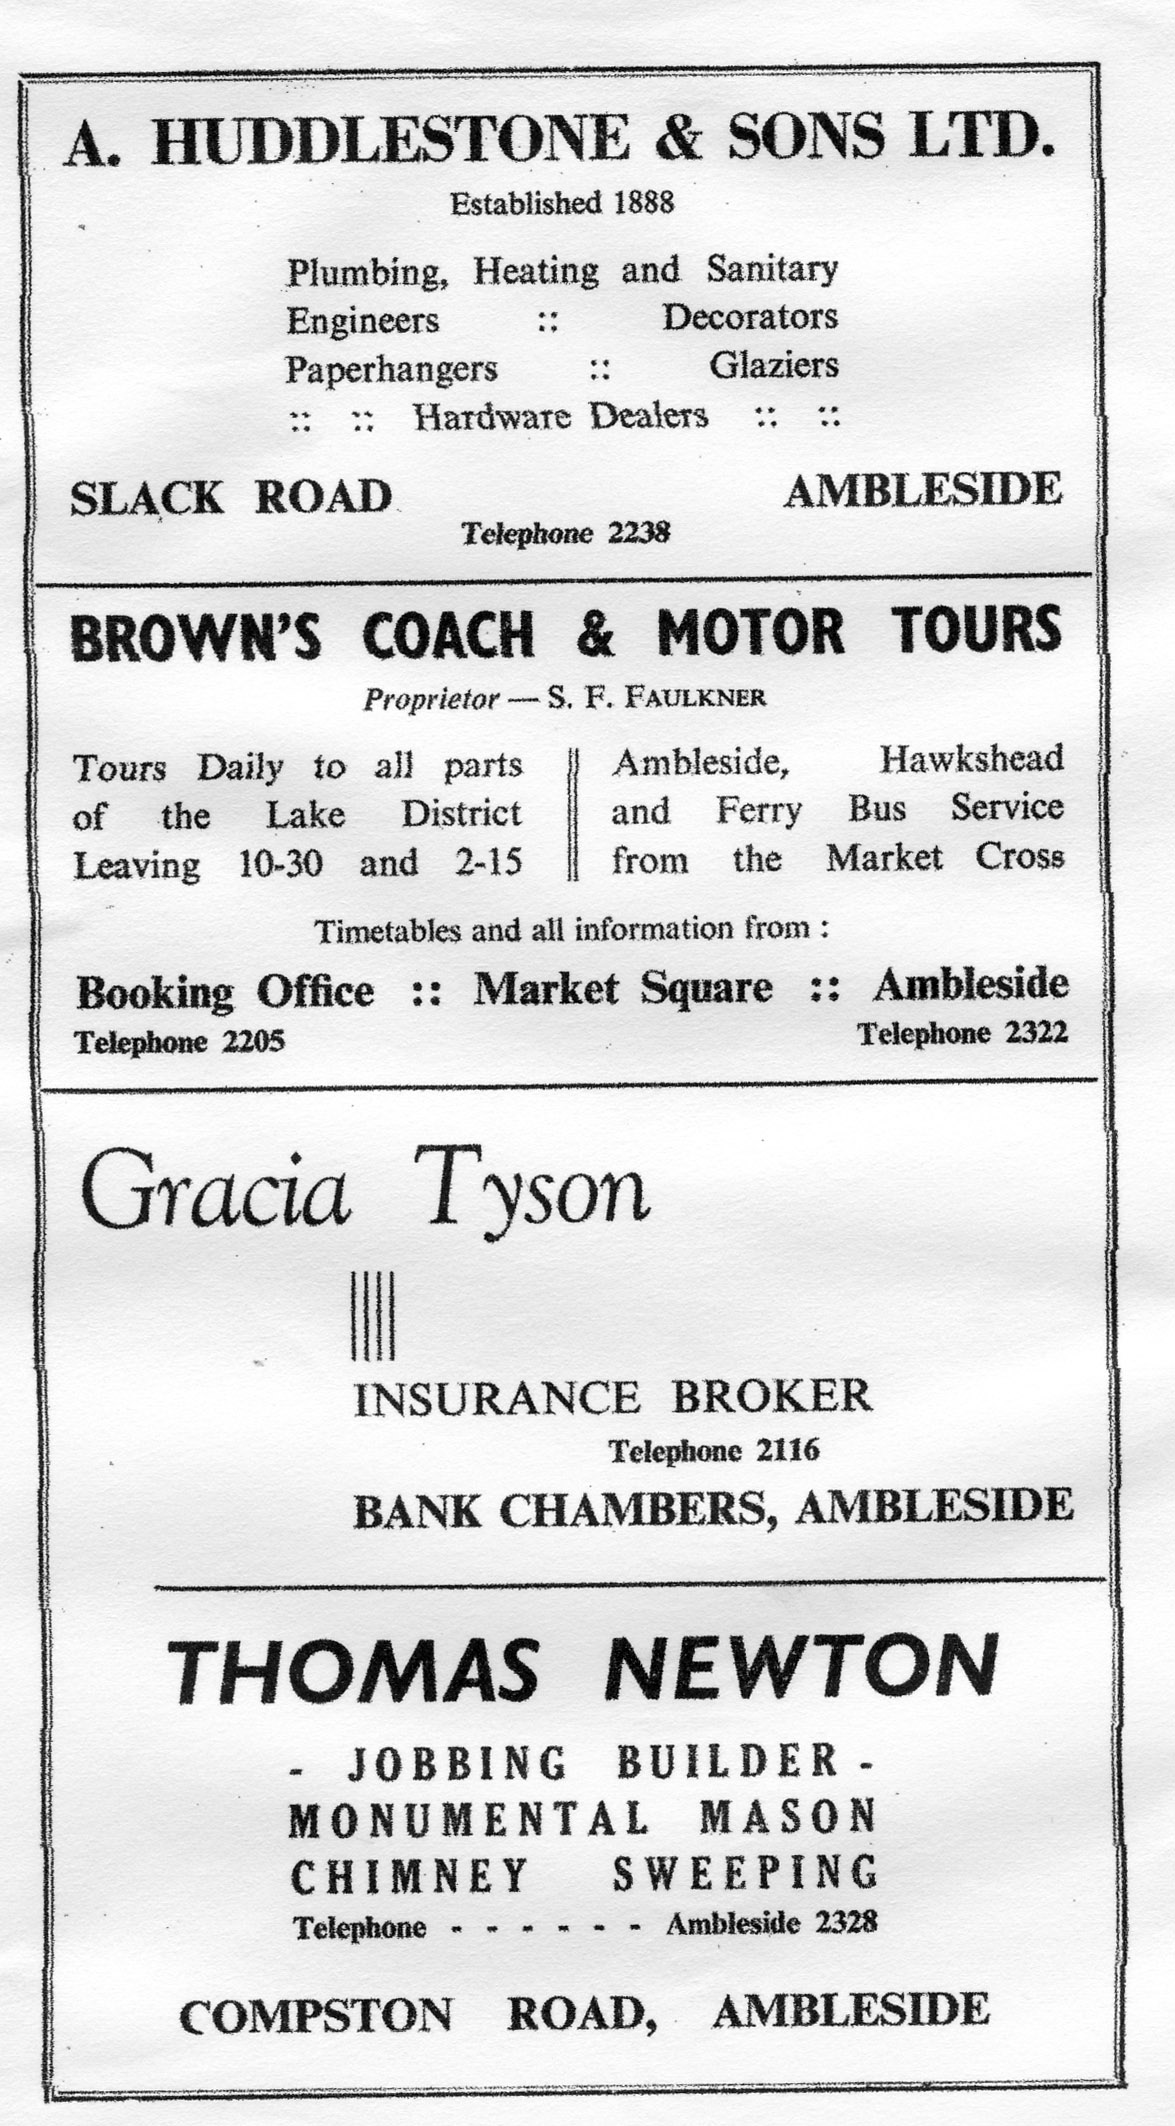 A. HUDDLESTONE & SONS LTD.
Established 1888
Plumbing, Heating and Sanitary
Engineers :: Decorators
Paperhangers :: Glaziers
:: :: Hardware Dealers :: ::
SLACK ROAD AMBLESIDE
Telephone 2238
BROWN'S COACH & MOTOR TOURS
Proprietor — S. F. FAULKNER
Tours Daily to all parts
of the Lake District
Leaving 10-30 and 2-15
Ambleside, Hawkshead
and Ferry Bus Service
from the Market Cross
Timetables and all information from :
Booking Office :: Market Square :: Ambleside
Telephone 2205 Telephone 2322
Gracia Tyson
INSURANCE BROKER
Telephone 2116
BANK CHAMBERS, AMBLESIDE
THOMAS NEWTON
- JOBBING BUILDER -
MONUMENTAL MASON
CHIMNEY SWEEPING
Telephone - - - - - - Ambleside 2328
COMPSTON ROAD, AMBLESIDE